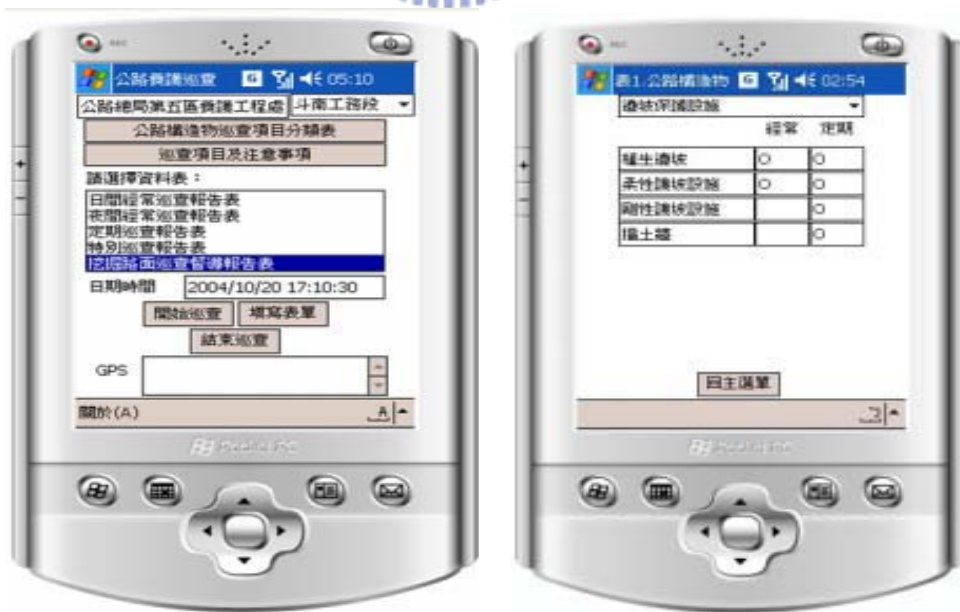 公路養護巡查 05:10
公路總局第五區養護工程處 斗南工務段
公路構造物巡查項目分類表
巡查項目及注意事項
請選擇資料表：
日間經常巡查報告表
夜間經常巡查報告表
定期巡查報告表
特別巡查報告表
挖掘路面巡查督導報告表
日期時間 2004/10/20 17:10:30
開始巡查 填寫表單
結束巡查
GPS
關於(A)
Pocket PC
表1.公路構造物 02:54
邊坡保護設施
經常 定期
植生邊坡 O O
柔性護坡設施 O O
剛性護坡設施 O
擋土牆 O
回主選單
Pocket PC